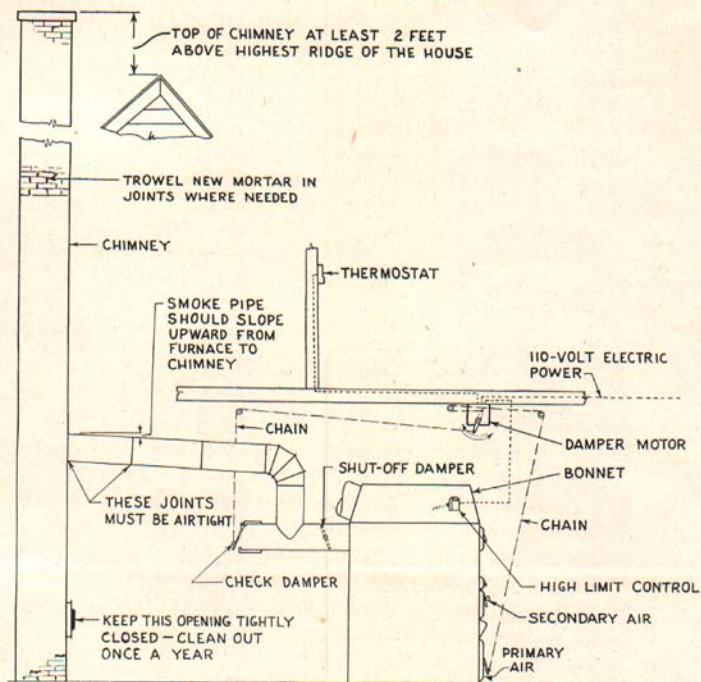 TOP OF CHIMNEY AT LEAST 2 FEET
ABOVE HIGHEST RIDGE OF THE HOUSE
TROWEL NEW MORTAR IN
JOINTS WHERE NEEDED
CHIMNEY
THERMOSTAT
SMOKE PIPE
SHOULD SLOPE
UPWARD FROM
FURNACE TO
CHIMNEY
110-VOLT ELECTRIC
POWER
CHAIN
DAMPER MOTOR
SHUT-OFF DAMPER
BONNET
THESE JOINTS
MUST BE AIRTIGHT
CHAIN
CHECK DAMPER
HIGH LIMIT CONTROL
SECONDARY AIR
KEEP THIS OPENING TIGHTLY
CLOSED — CLEAN OUT
ONCE A YEAR
PRIMARY
AIR